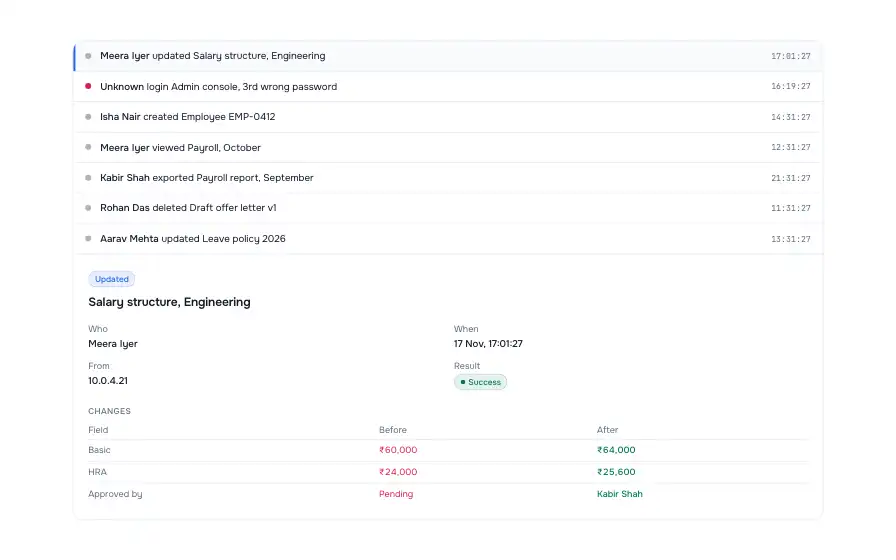 Meera Iyer updated Salary structure, Engineering 17:01:27
Unknown login Admin console, 3rd wrong password 16:19:27
Isha Nair created Employee EMP-0412 14:31:27
Meera Iyer viewed Payroll, October 12:31:27
Kabir Shah exported Payroll report, September 21:31:27
Rohan Das deleted Draft offer letter v1 11:31:27
Aarav Mehta updated Leave policy 2026 13:31:27
Updated
Salary structure, Engineering
Who When
Meera Iyer 17 Nov, 17:01:27
From Result
10.0.4.21 Success
CHANGES
Field Before After
Basic ₹60,000 ₹64,000
HRA ₹24,000 ₹25,600
Approved by Pending Kabir Shah